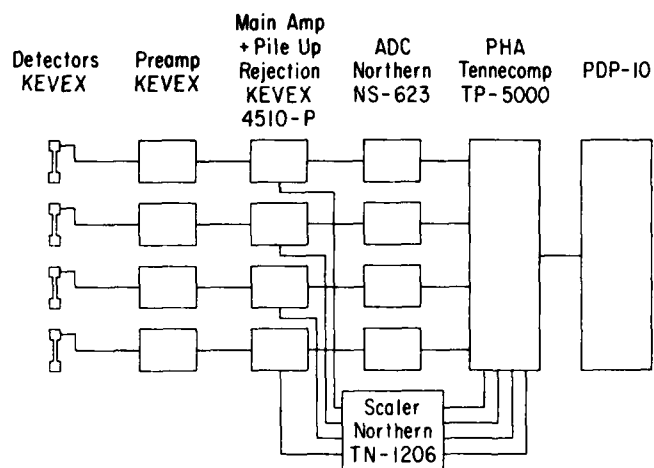 Detectors
KEVEX
Preamp
KEVEX
Main Amp
+ Pile Up
Rejection
KEVEX
4510-P
ADC
Northern
NS-623
PHA
Tennecomp
TP-5000
PDP-10
Scaler
Northern
TN-1206